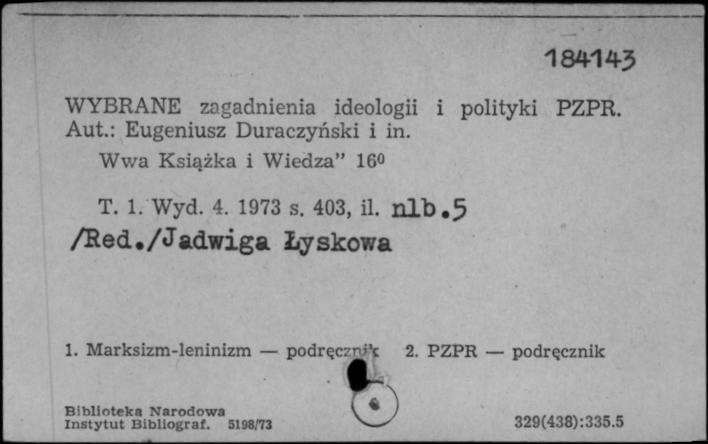 184143
WYBRANE zagadnienia ideologii i polityki PZPR.
Aut.: Eugeniusz Duraczyński i in.
Wwa Książka i Wiedza” 16⁰
T. 1. Wyd. 4. 1973 s. 403, il. nlb.5
/Red./Jadwiga Łyskowa
1. Marksizm-leninizm — podręcznik 2. PZPR — podręcznik
Biblioteka Narodowa
Instytut Bibliograf. 5198/73 329(438):335.5